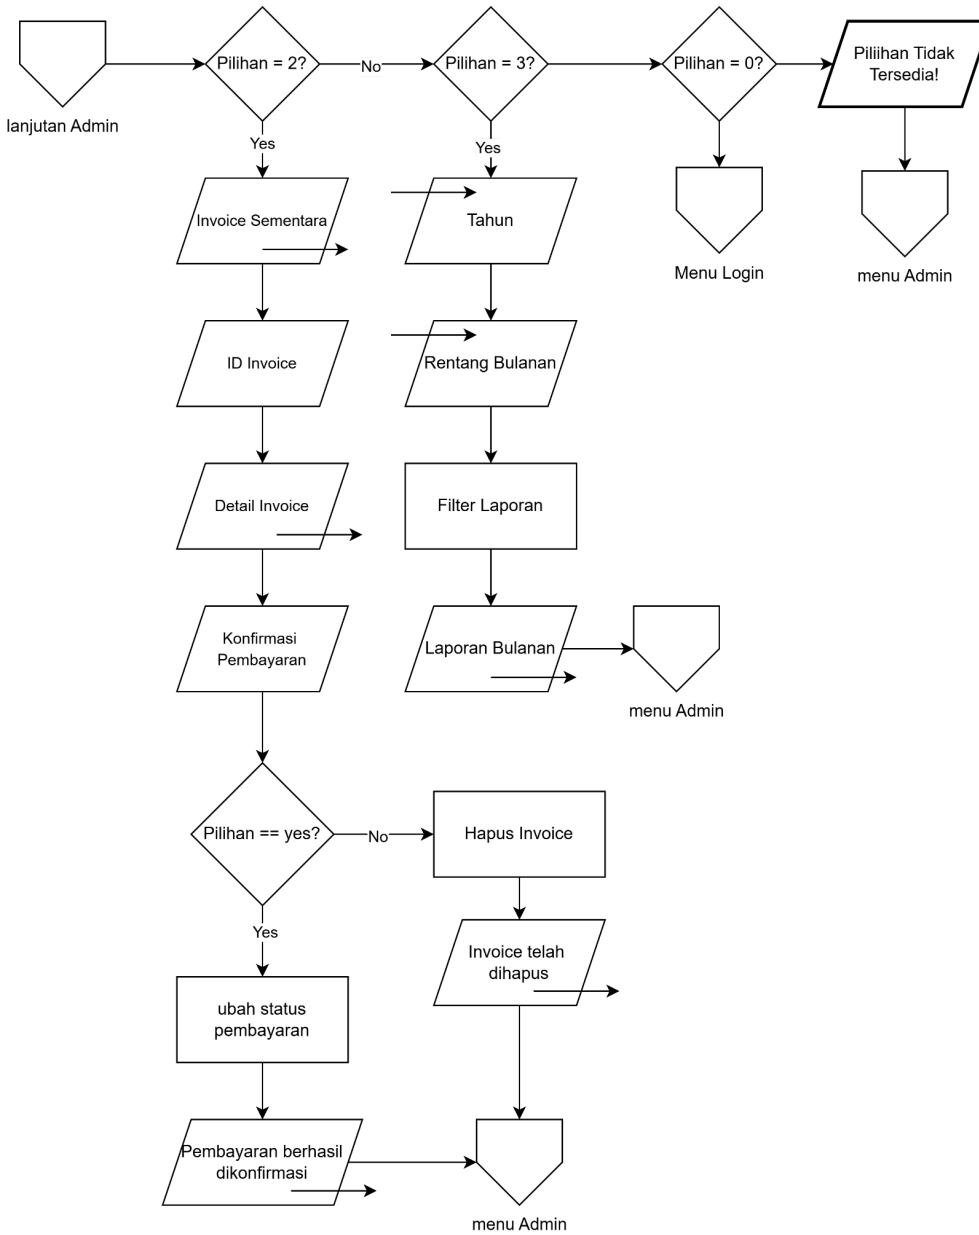 lanjutan Admin
Pilihan = 2?
No
Pilihan = 3?
Pilihan = 0?
Piliihan Tidak
Tersedia!
Yes
Yes
Invoice Sementara
Tahun
Menu Login
menu Admin
ID Invoice
Rentang Bulanan
Detail Invoice
Filter Laporan
Konfirmasi
Pembayaran
Laporan Bulanan
menu Admin
Pilihan == yes?
No
Hapus Invoice
Yes
Invoice telah
dihapus
ubah status
pembayaran
Pembayaran berhasil
dikonfirmasi
menu Admin